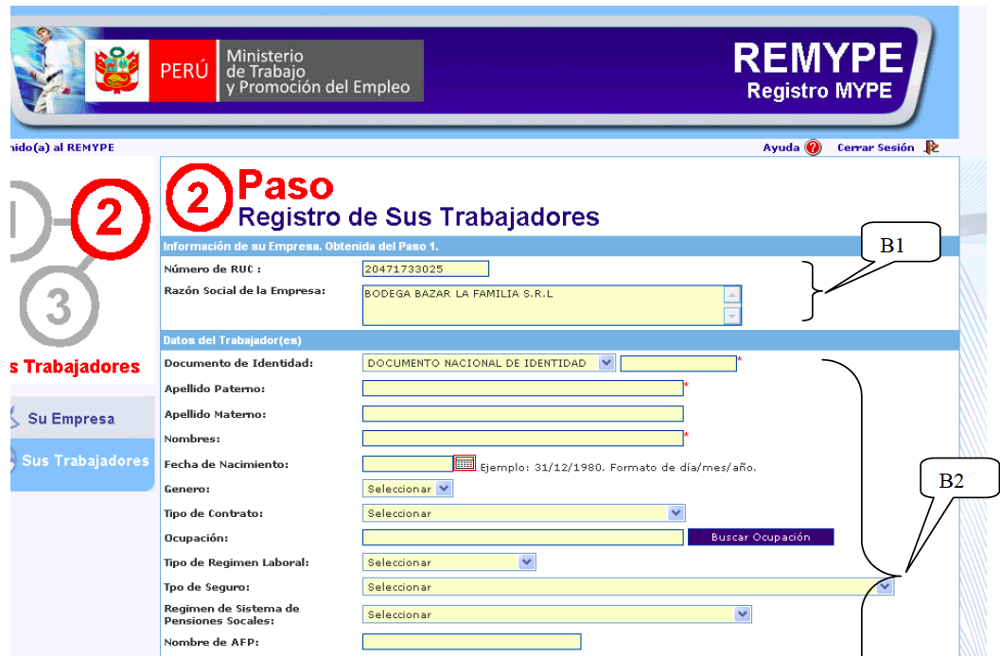 PERÚ
Ministerio
de Trabajo
y Promoción del Empleo
REMYPE
Registro MYPE
nido(a) al REMYPE
Ayuda ? Cerrar Sesión
1 2 3
2 Paso
Registro de Sus Trabajadores
Información de su Empresa. Obtenida del Paso 1.
B1
Número de RUC : 20471733025
Razón Social de la Empresa: BODEGA BAZAR LA FAMILIA S.R.L
Datos del Trabajador(es)
s Trabajadores
Su Empresa
Sus Trabajadores
Documento de Identidad: DOCUMENTO NACIONAL DE IDENTIDAD *
Apellido Paterno: *
Apellido Materno:
Nombres: *
Fecha de Nacimiento: Ejemplo: 31/12/1980. Formato de día/mes/año.
B2
Genero: Seleccionar
Tipo de Contrato: Seleccionar
Ocupación: Buscar Ocupación
Tipo de Regimen Laboral: Seleccionar
Tpo de Seguro: Seleccionar
Regimen de Sistema de
Pensiones Socales: Seleccionar
Nombre de AFP: